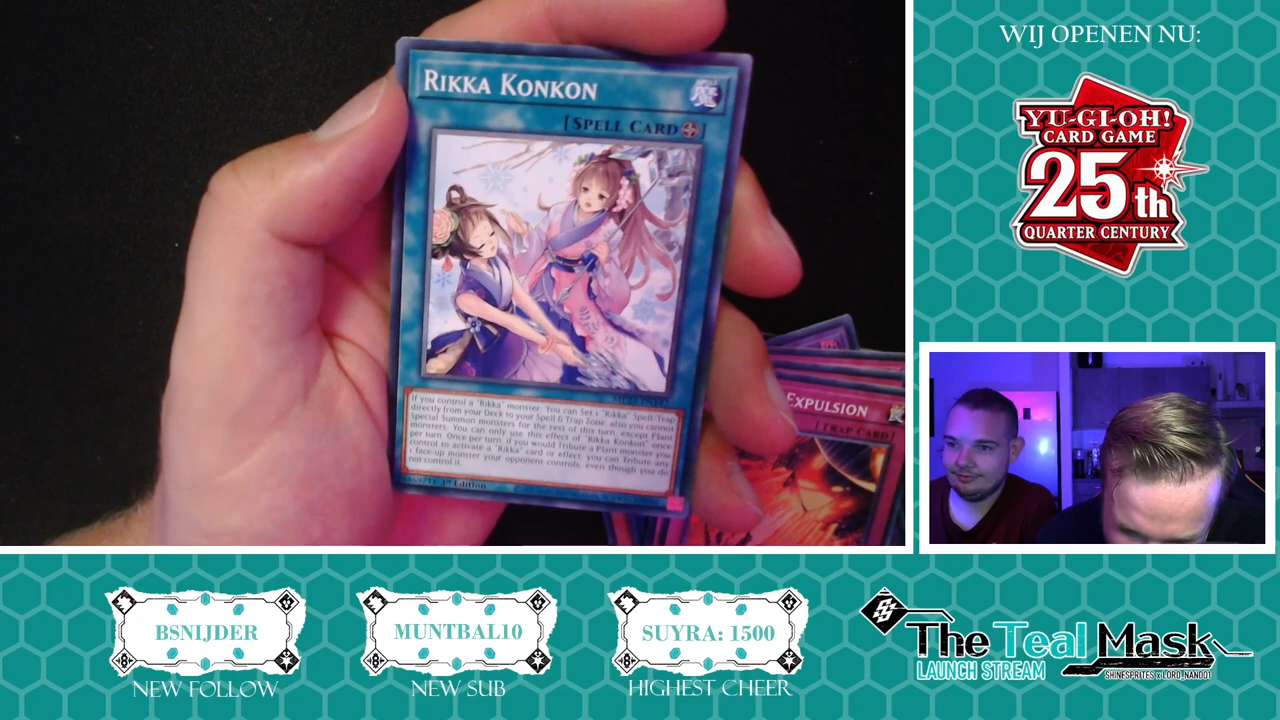 RIKKA KONKON
[SPELL CARD
If you control a "Rikka" monster: You can Set 1 "Rikka" Spell/Trap
directly from your Deck to your Spell & Trap Zone, also you cannot
Special Summon monsters for the rest of this turn, except Plant
monsters. You can only use this effect of "Rikka Konkon" once
per turn. Once per turn, if you would Tribute a Plant monster you
control to activate a "Rikka" card or effect, you can Tribute any
1 face-up monster your opponent controls, even though you do
not control it.
1st Edition
EXPULSION
[TRAP CARD]
WIJ OPENEN NU:
YU-GI-OH!
CARD GAME
25th
QUARTER CENTURY
BSNIJDER
NEW FOLLOW
MUNTBAL10
NEW SUB
SUYRA: 1500
HIGHEST CHEER
The Teal Mask
LAUNCH STREAM
SHINESPRITES X LORD_NANDO1